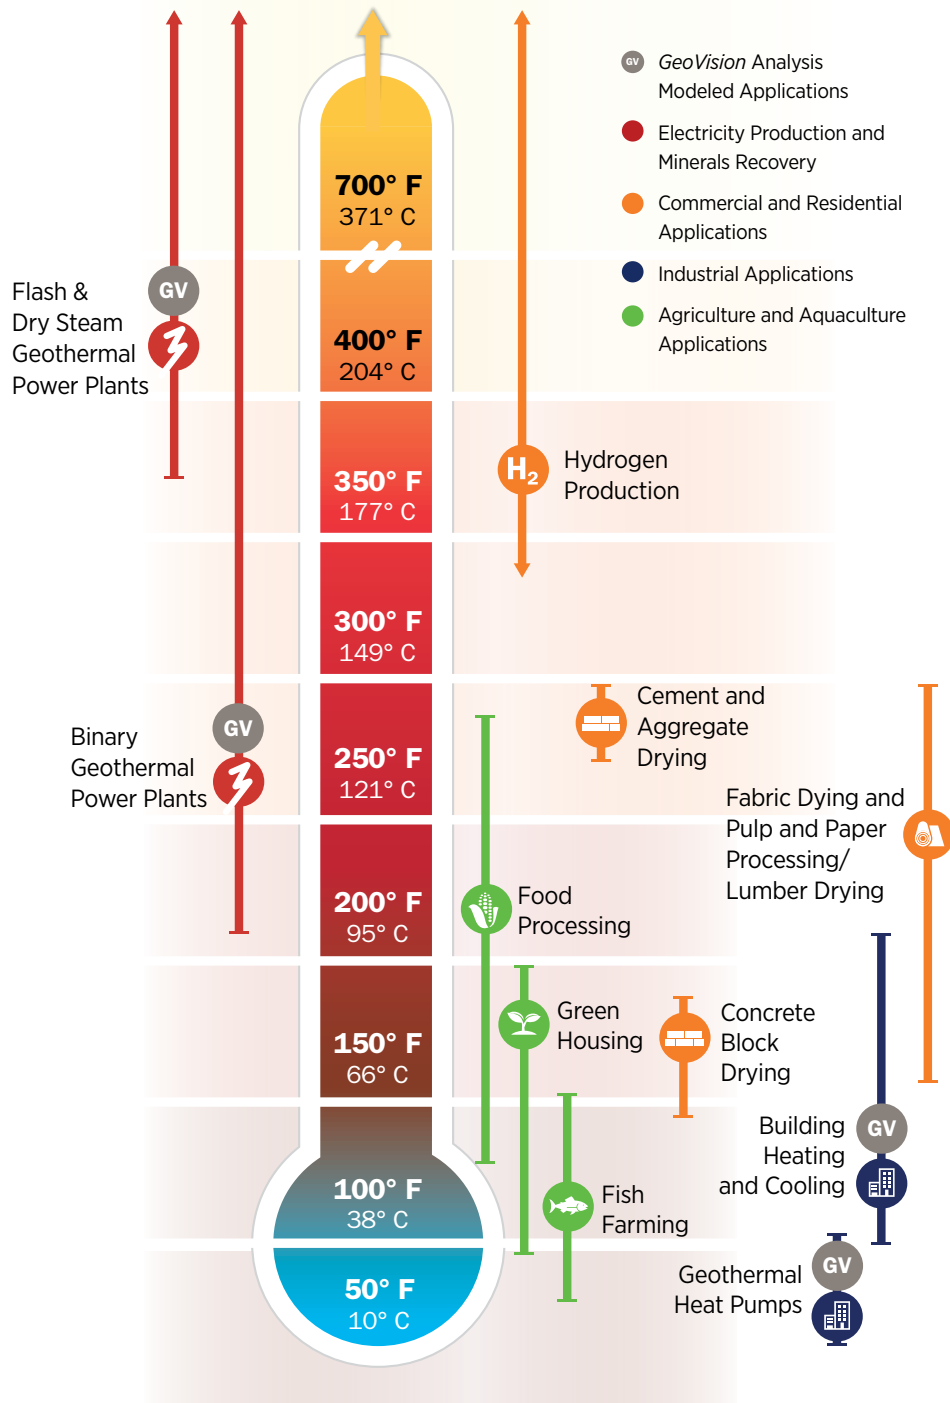 GV
GeoVision Analysis
Modeled Applications
Electricity Production and
Minerals Recovery
Commercial and Residential
Applications
Industrial Applications
Agriculture and Aquaculture
Applications
700° F
371° C
Flash &
Dry Steam
Geothermal
Power Plants
GV
400° F
204° C
350° F
177° C
H2
Hydrogen
Production
300° F
149° C
Binary
Geothermal
Power Plants
GV
250° F
121° C
Cement and
Aggregate
Drying
Fabric Dying and
Pulp and Paper
Processing/
Lumber Drying
200° F
95° C
Food
Processing
150° F
66° C
Green
Housing
Concrete
Block
Drying
Building
Heating
and Cooling
GV
100° F
38° C
Fish
Farming
50° F
10° C
Geothermal
Heat Pumps
GV